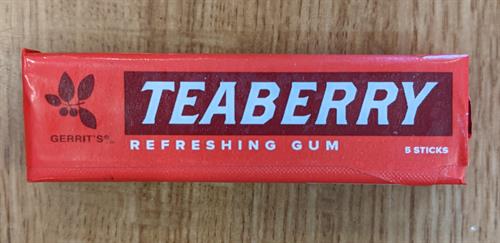 TEABERRY
GERRIT'S®
REFRESHING GUM
5 STICKS